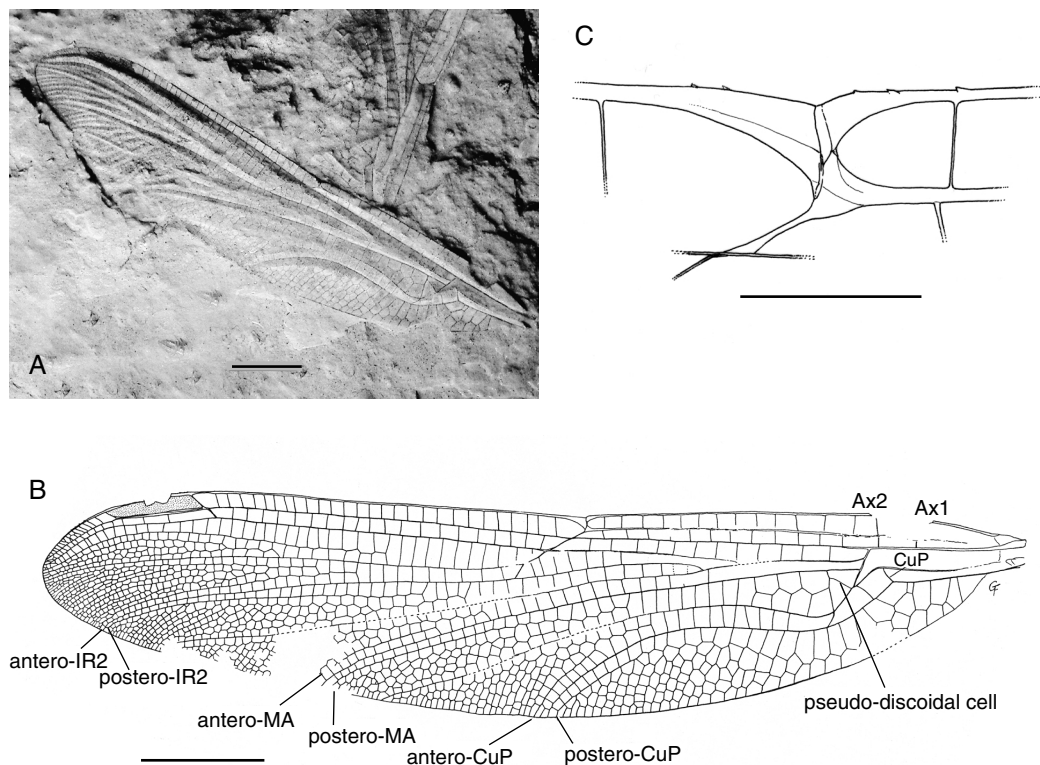 A
C
B
Ax2
Ax1
CuP
antero-IR2
postero-IR2
antero-MA
postero-MA
antero-CuP
postero-CuP
pseudo-discoidal cell